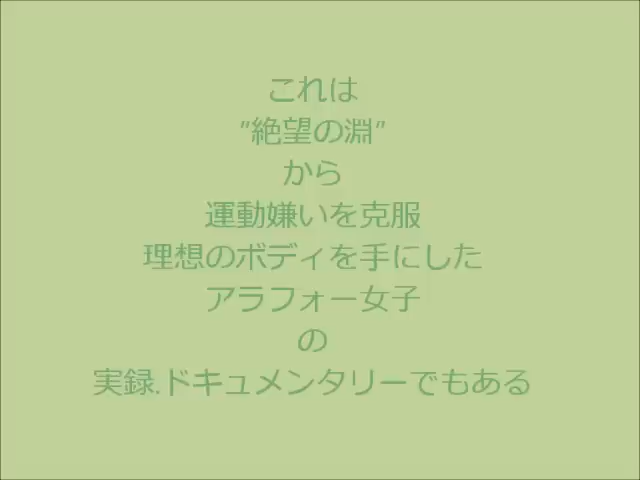 これは
"絶望の淵"
から
運動嫌いを克服
理想のボディを手にした
アラフォー女子
の
実録.ドキュメンタリーでもある